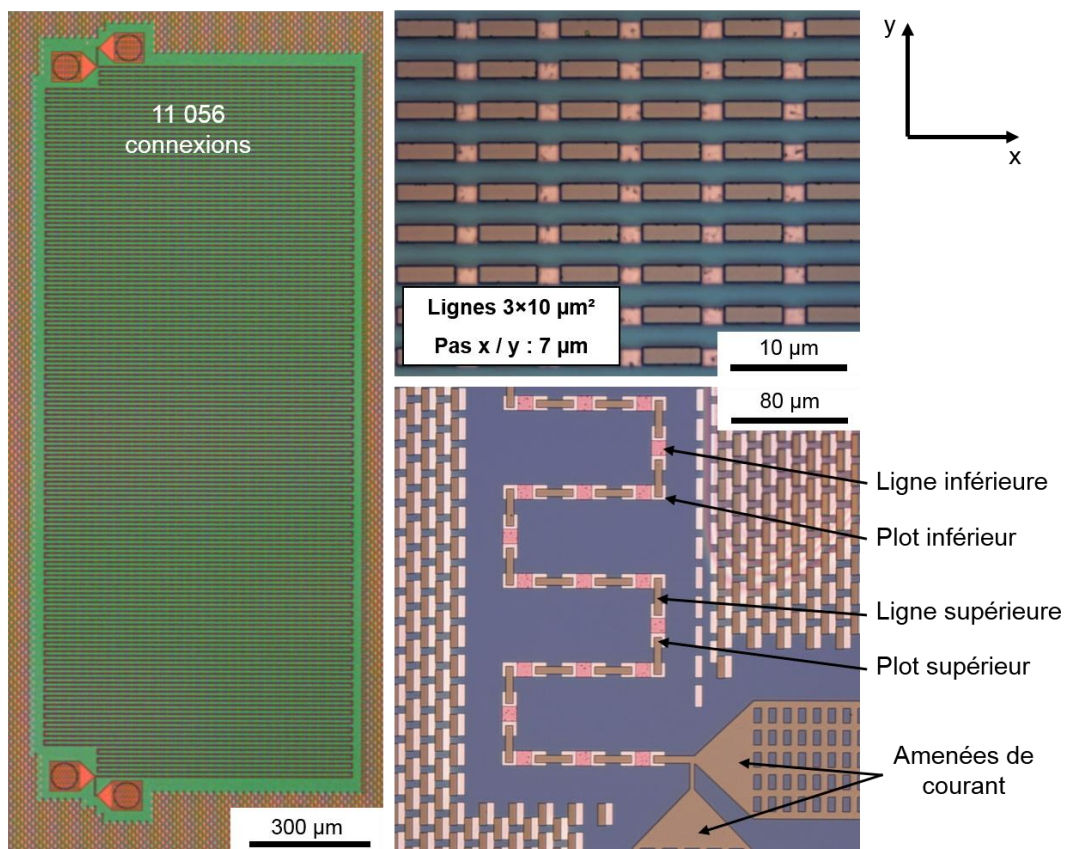 11 056
connexions
300 µm
Lignes 3×10 µm²
Pas x / y : 7 µm
10 µm
80 µm
y
x
Ligne inférieure
Plot inférieur
Ligne supérieure
Plot supérieur
Amenées de
courant